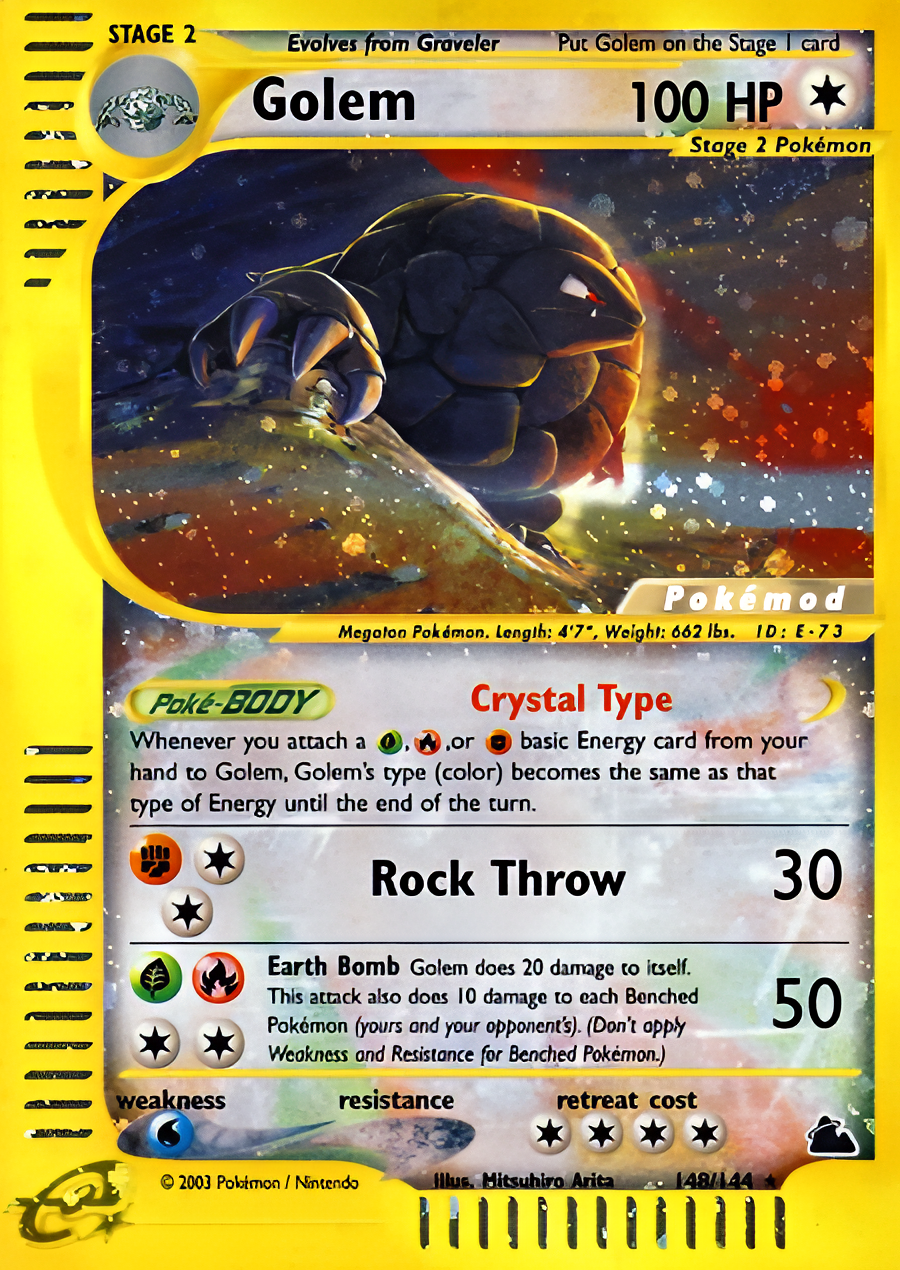 STAGE 2
Evolves from Graveler
Put Golem on the Stage 1 card
Golem
100 HP
Stage 2 Pokémon
Pokémod
Megaton Pokémon. Length: 4'7", Weight: 662 lbs. ID: E-73
Poké-BODY
Crystal Type
Whenever you attach a , , or basic Energy card from your
hand to Golem, Golem's type (color) becomes the same as that
type of Energy until the end of the turn.
Rock Throw
30
Earth Bomb Golem does 20 damage to itself.
This attack also does 10 damage to each Benched
Pokémon (yours and your opponent's). (Don't apply
Weakness and Resistance for Benched Pokémon.)
50
weakness
resistance
retreat cost
© 2003 Pokémon / Nintendo
Illus. Mitsuhiro Arita
148/144